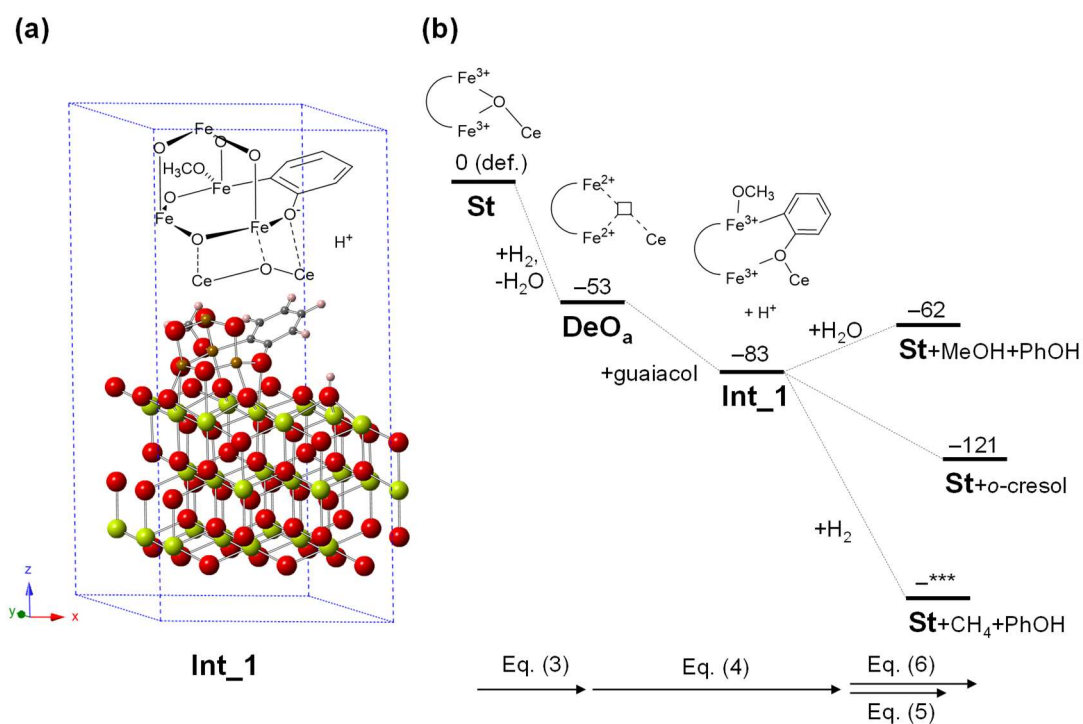 (a)
Fe
O
O
O
H3CO
Fe
O
Fe
Fe
O-
O
H+
Ce
O
Ce
z
y
x
Int_1
(b)
Fe3+
O
Fe3+
Ce
0 (def.)
St
+H2,
-H2O
Fe2+
Fe2+
Ce
–53
DeOa
+guaiacol
OCH3
Fe3+
Fe3+
O
Ce
+ H+
–83
Int_1
+H2O
–62
St+MeOH+PhOH
–121
St+o-cresol
+H2
–***
St+CH4+PhOH
Eq. (3)
Eq. (4)
Eq. (6)
Eq. (5)